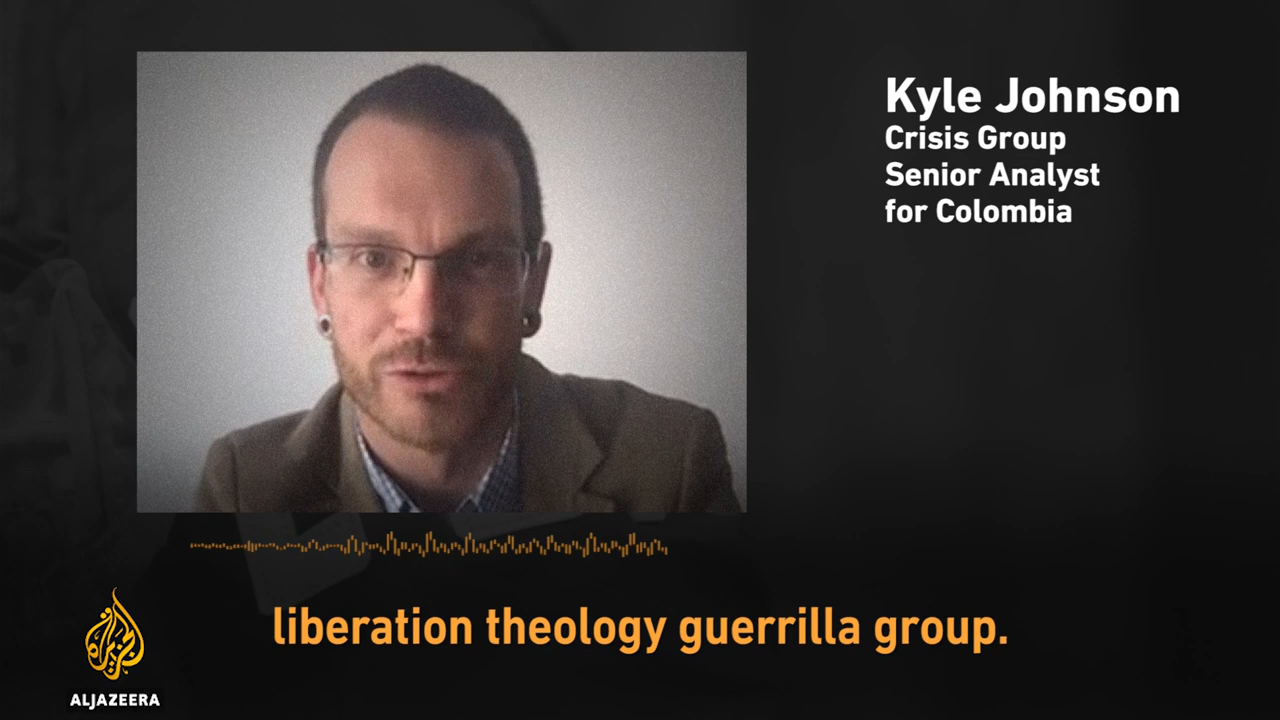 Kyle Johnson
Crisis Group
Senior Analyst
for Colombia
liberation theology guerrilla group.
ALJAZEERA